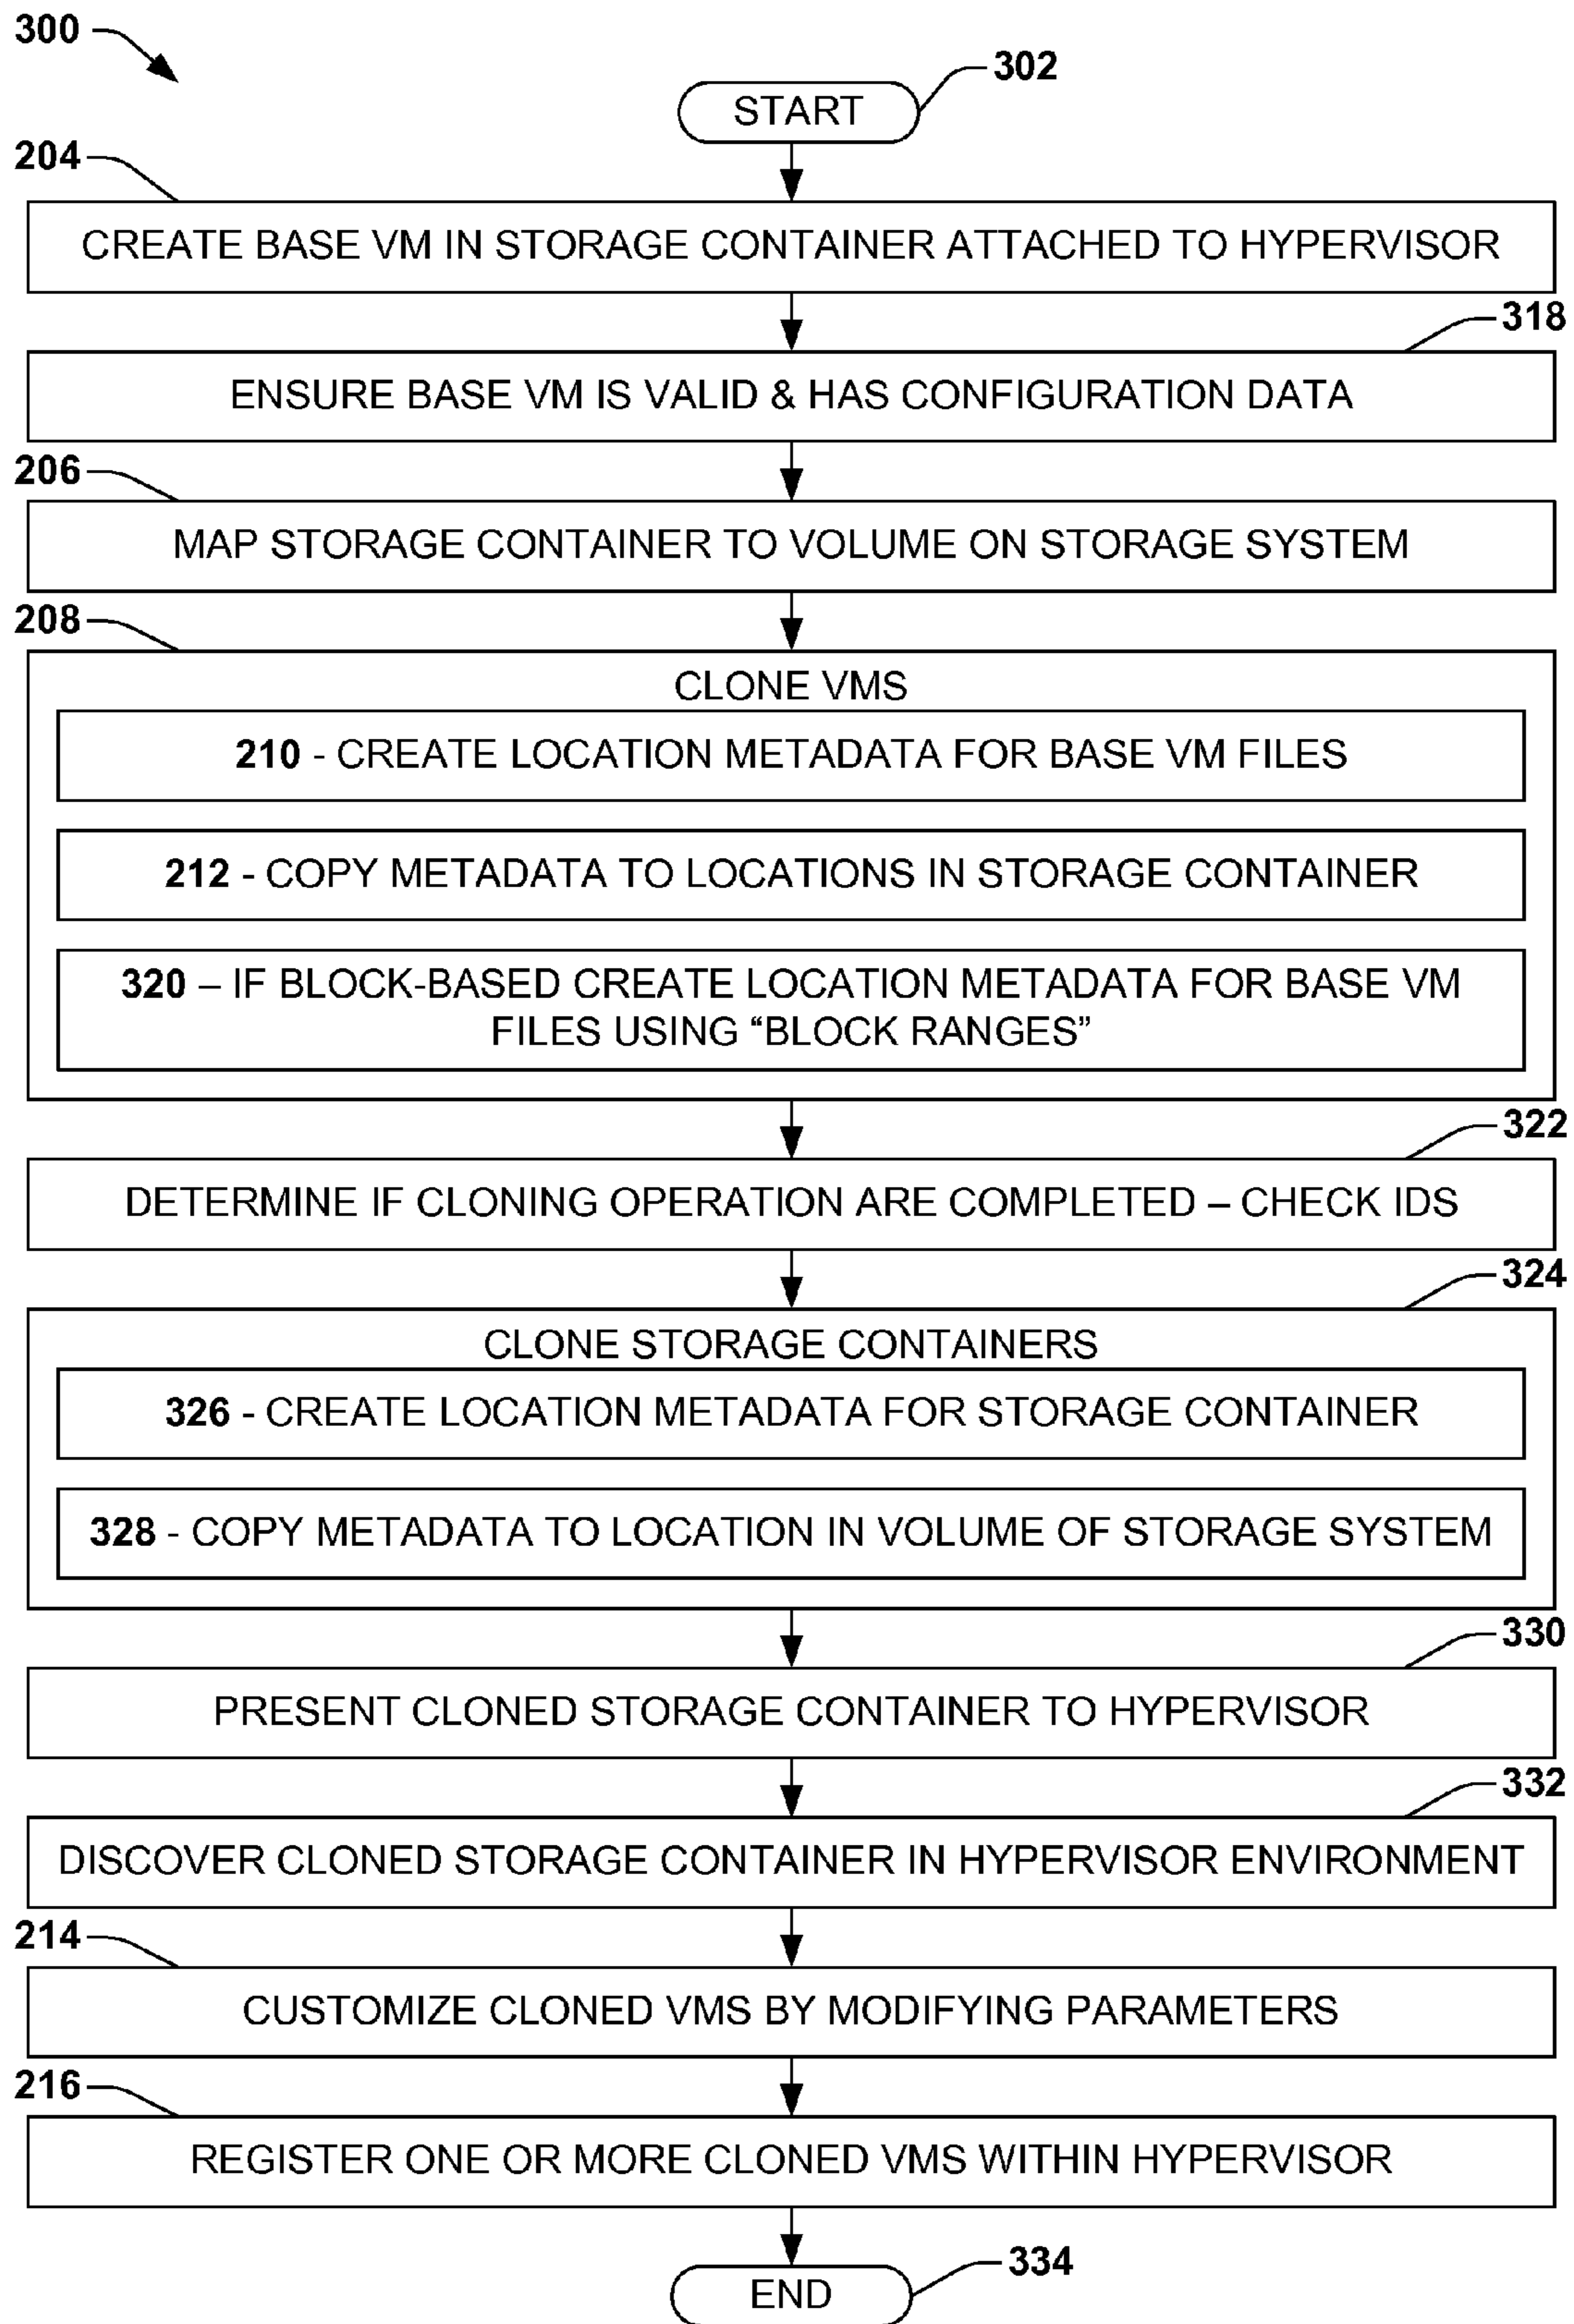 300
302
START
204
CREATE BASE VM IN STORAGE CONTAINER ATTACHED TO HYPERVISOR
318
ENSURE BASE VM IS VALID & HAS CONFIGURATION DATA
206
MAP STORAGE CONTAINER TO VOLUME ON STORAGE SYSTEM
208
CLONE VMS
210 - CREATE LOCATION METADATA FOR BASE VM FILES
212 - COPY METADATA TO LOCATIONS IN STORAGE CONTAINER
320 – IF BLOCK-BASED CREATE LOCATION METADATA FOR BASE VM
FILES USING “BLOCK RANGES”
322
DETERMINE IF CLONING OPERATION ARE COMPLETED – CHECK IDS
324
CLONE STORAGE CONTAINERS
326 - CREATE LOCATION METADATA FOR STORAGE CONTAINER
328 - COPY METADATA TO LOCATION IN VOLUME OF STORAGE SYSTEM
330
PRESENT CLONED STORAGE CONTAINER TO HYPERVISOR
332
DISCOVER CLONED STORAGE CONTAINER IN HYPERVISOR ENVIRONMENT
214
CUSTOMIZE CLONED VMS BY MODIFYING PARAMETERS
216
REGISTER ONE OR MORE CLONED VMS WITHIN HYPERVISOR
334
END